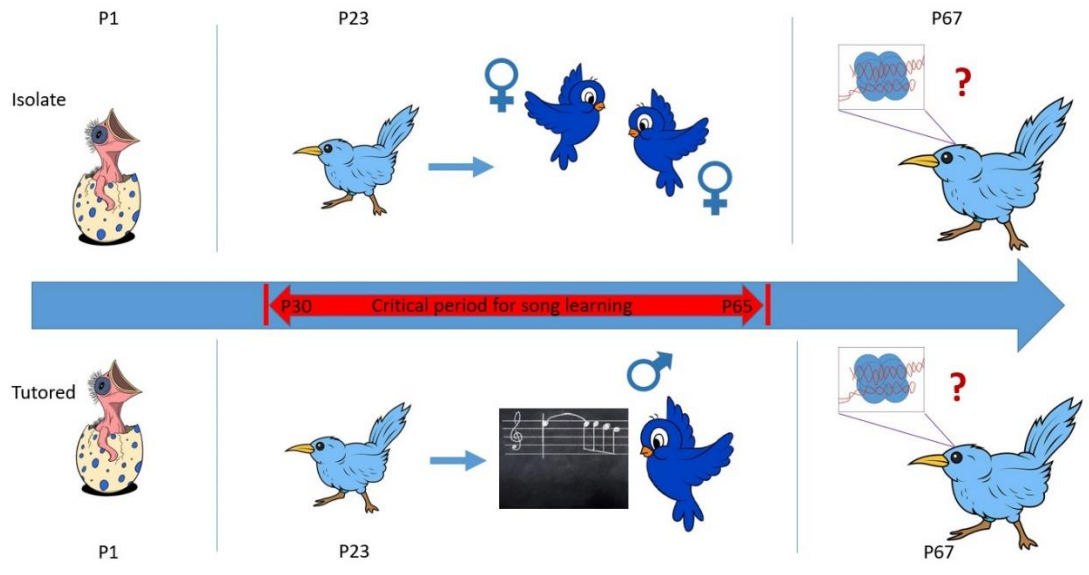 P1
P23
P67
Isolate
?
P30
Critical period for song learning
P65
Tutored
?
P1
P23
P67